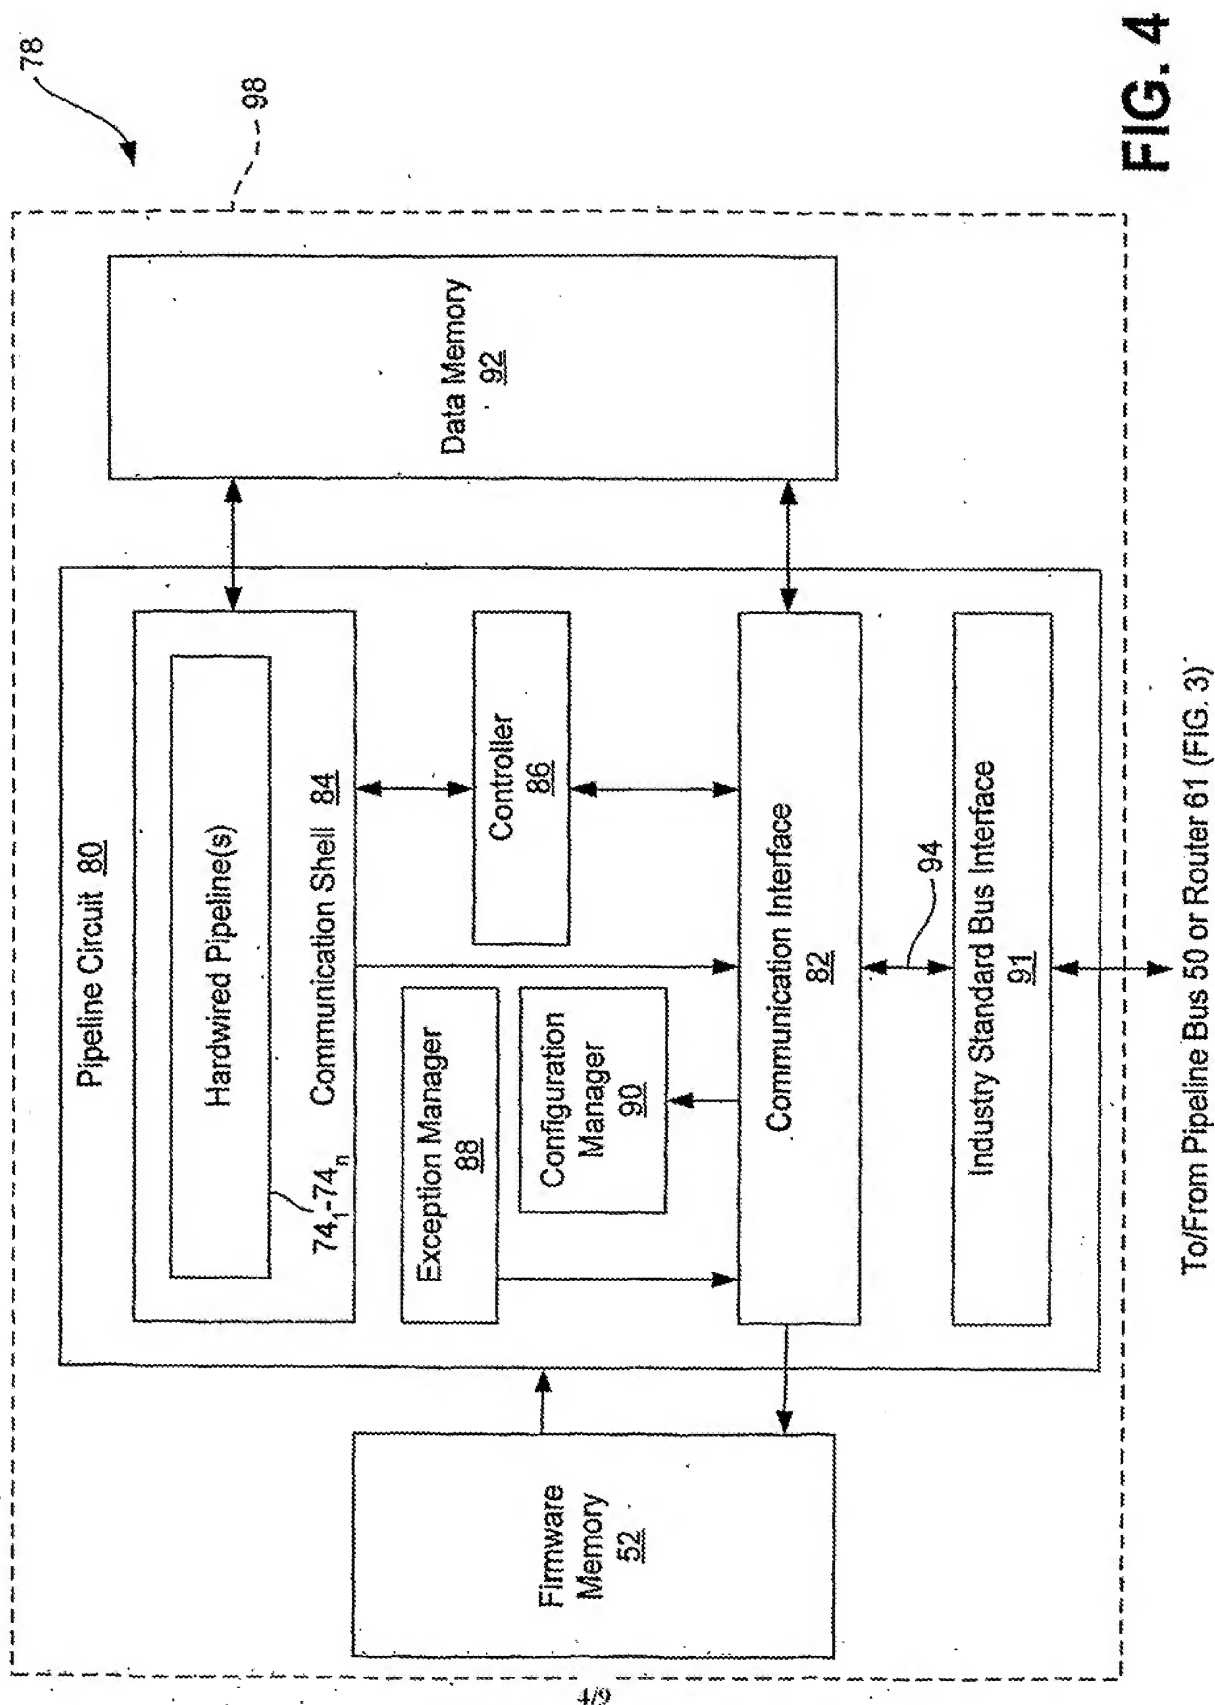 78
98
Pipeline Circuit 80
Hardwired Pipeline(s)
74₁-74ₙ
Communication Shell 84
Controller
86
Exception Manager
88
Configuration
Manager
90
Communication Interface
82
94
Industry Standard Bus Interface
91
Data Memory
92
Firmware
Memory
52
To/From Pipeline Bus 50 or Router 61 (FIG. 3)
FIG. 4
4/9